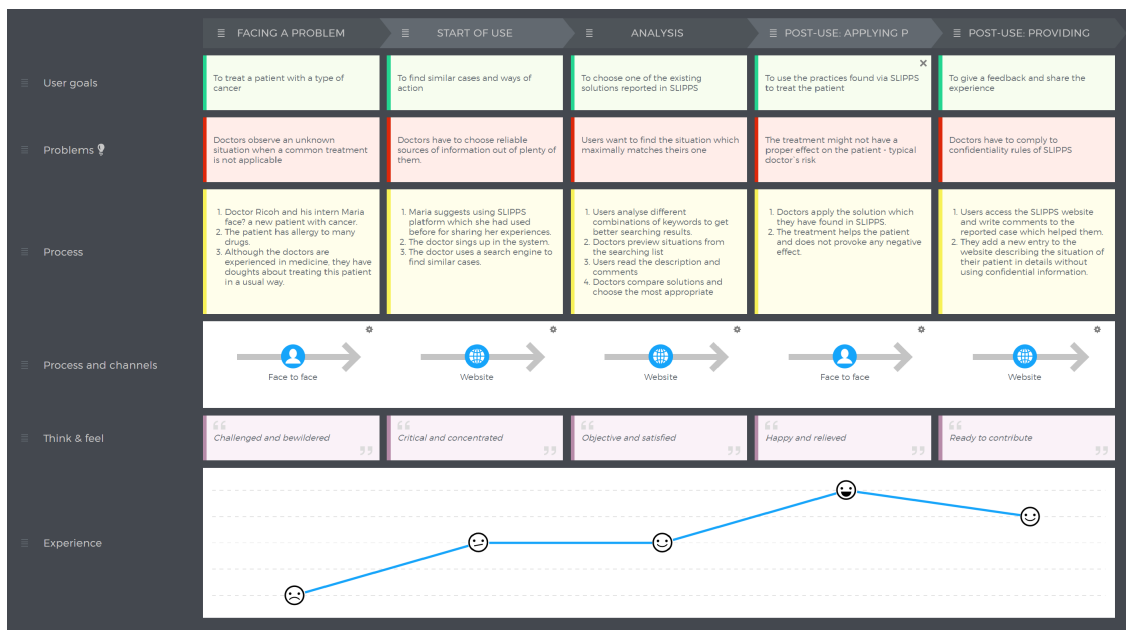 FACING A PROBLEM
START OF USE
ANALYSIS
POST-USE: APPLYING P
POST-USE: PROVIDING
User goals
To treat a patient with a type of
cancer
To find similar cases and ways of
action
To choose one of the existing
solutions reported in SLIPPS
To use the practices found via SLIPPS
to treat the patient
To give a feedback and share the
experience
Problems
Doctors observe an unknown
situation when a common treatment
is not applicable
Doctors have to choose reliable
sources of information out of plenty of
them.
Users want to find the situation which
maximally matches theirs one
The treatment might not have a
proper effect on the patient - typical
doctor`s risk
Doctors have to comply to
confidentiality rules of SLIPPS
Process
1. Doctor Ricoh and his intern Maria
face? a new patient with cancer.
2. The patient has allergy to many
drugs.
3. Although the doctors are
experienced in medicine, they have
doughts about treating this patient
in a usual way.
1. Maria suggests using SLIPPS
platform which she had used
before for sharing her experiences.
2. The doctor sings up in the system.
3. The doctor uses a search engine to
find similar cases.
1. Users analyse different
combinations of keywords to get
better searching results.
2. Doctors preview situations from
the searching list
3. Users read the description and
comments
4. Doctors compare solutions and
choose the most appropriate
1. Doctors apply the solution which
they have found in SLIPPS.
2. The treatment helps the patient
and does not provoke any negative
effect.
1. Users access the SLIPPS website
and write comments to the
reported case which helped them.
2. They add a new entry to the
website describing the situation of
their patient in details without
using confidential information.
Process and channels
Face to face
Website
Website
Face to face
Website
Think & feel
Challenged and bewildered
Critical and concentrated
Objective and satisfied
Happy and relieved
Ready to contribute
Experience